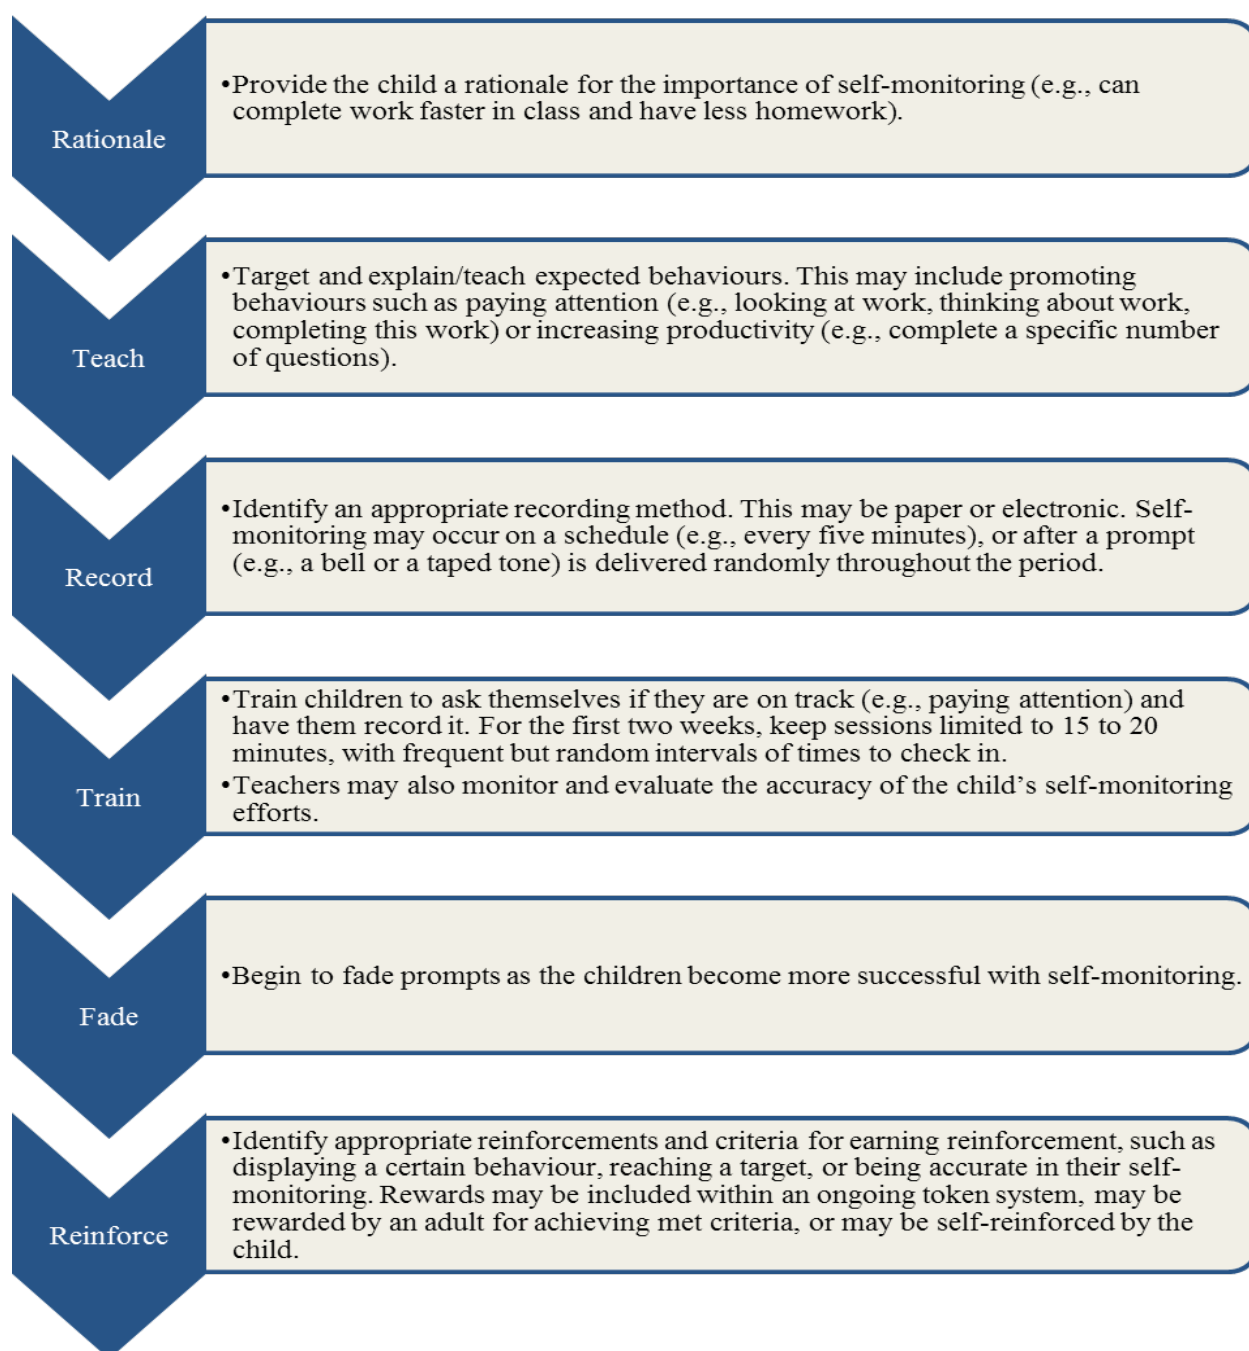 Rationale
•Provide the child a rationale for the importance of self-monitoring (e.g., can
complete work faster in class and have less homework).
Teach
•Target and explain/teach expected behaviours. This may include promoting
behaviours such as paying attention (e.g., looking at work, thinking about work,
completing this work) or increasing productivity (e.g., complete a specific number
of questions).
Record
•Identify an appropriate recording method. This may be paper or electronic. Self-
monitoring may occur on a schedule (e.g., every five minutes), or after a prompt
(e.g., a bell or a taped tone) is delivered randomly throughout the period.
Train
•Train children to ask themselves if they are on track (e.g., paying attention) and
have them record it. For the first two weeks, keep sessions limited to 15 to 20
minutes, with frequent but random intervals of times to check in.
•Teachers may also monitor and evaluate the accuracy of the child’s self-monitoring
efforts.
Fade
•Begin to fade prompts as the children become more successful with self-monitoring.
Reinforce
•Identify appropriate reinforcements and criteria for earning reinforcement, such as
displaying a certain behaviour, reaching a target, or being accurate in their self-
monitoring. Rewards may be included within an ongoing token system, may be
rewarded by an adult for achieving met criteria, or may be self-reinforced by the
child.